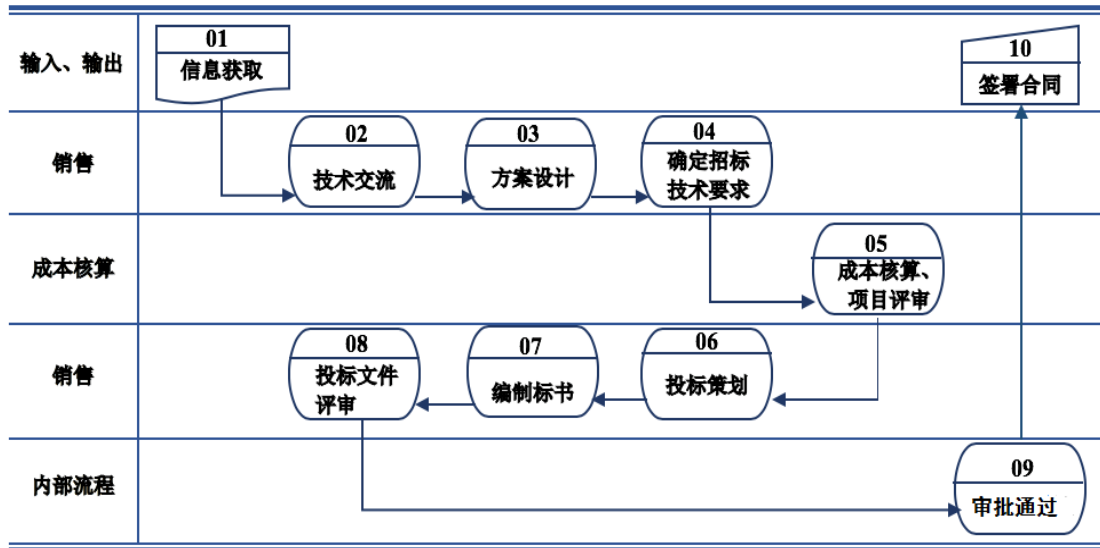 输入、输出
01
信息获取
10
签署合同
销售
02
技术交流
03
方案设计
04
确定招标
技术要求
成本核算
05
成本核算、
项目评审
销售
08
投标文件
评审
07
编制标书
06
投标策划
内部流程
09
审批通过